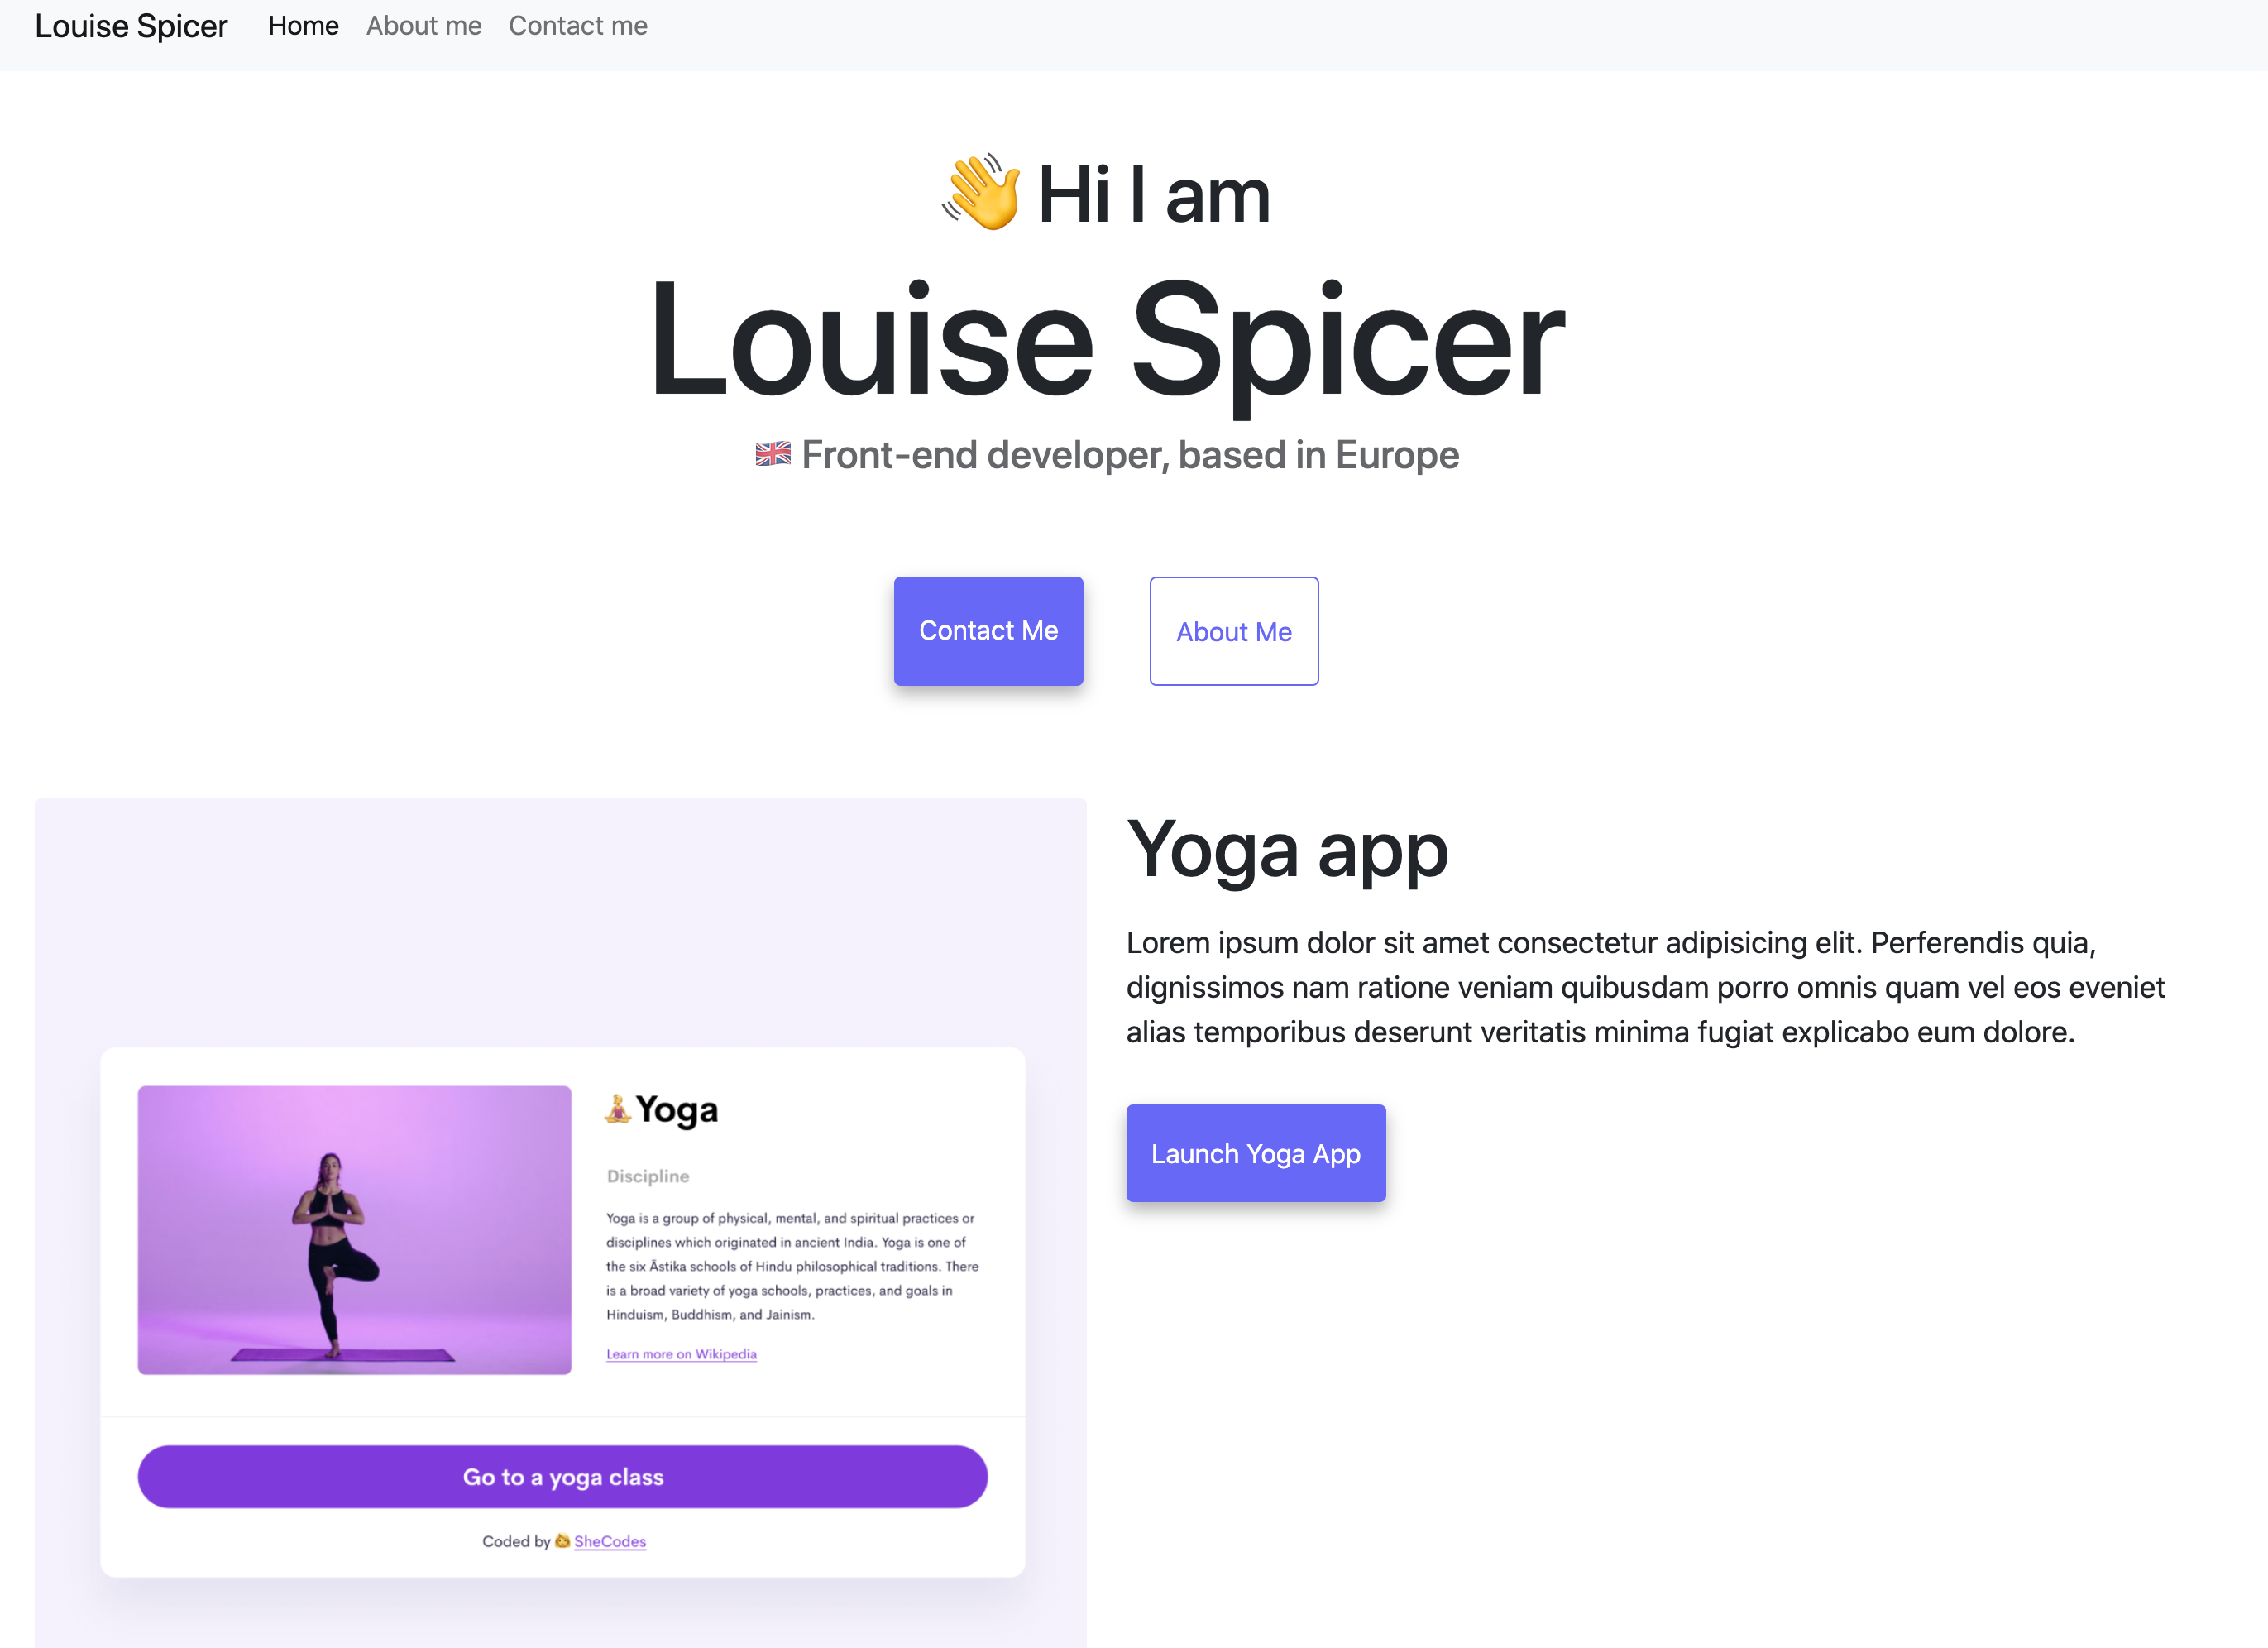 Louise Spicer Home About me Contact me
👋 Hi I am
Louise Spicer
🇬🇧 Front-end developer, based in Europe
Contact Me
About Me
Yoga app
Lorem ipsum dolor sit amet consectetur adipisicing elit. Perferendis quia,
dignissimos nam ratione veniam quibusdam porro omnis quam vel eos eveniet
alias temporibus deserunt veritatis minima fugiat explicabo eum dolore.
Launch Yoga App
🧘Yoga
Discipline
Yoga is a group of physical, mental, and spiritual practices or
disciplines which originated in ancient India. Yoga is one of
the six Āstika schools of Hindu philosophical traditions. There
is a broad variety of yoga schools, practices, and goals in
Hinduism, Buddhism, and Jainism.
Learn more on Wikipedia
Go to a yoga class
Coded by SheCodes